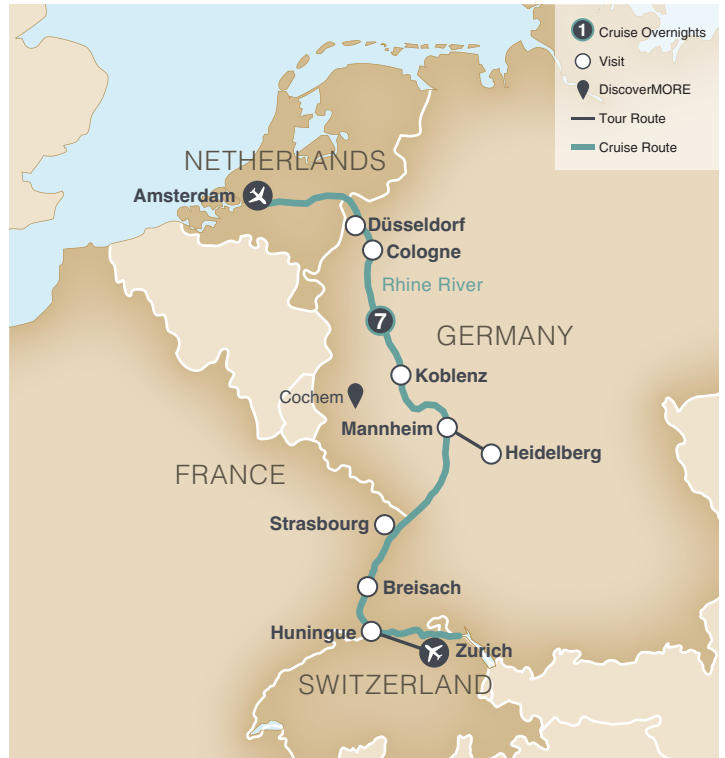 1 Cruise Overnights
Visit
DiscoverMORE
Tour Route
Cruise Route
NETHERLANDS
Amsterdam
Düsseldorf
Cologne
Rhine River
7
GERMANY
Koblenz
Cochem
Mannheim
Heidelberg
FRANCE
Strasbourg
Breisach
Huningue
Zurich
SWITZERLAND